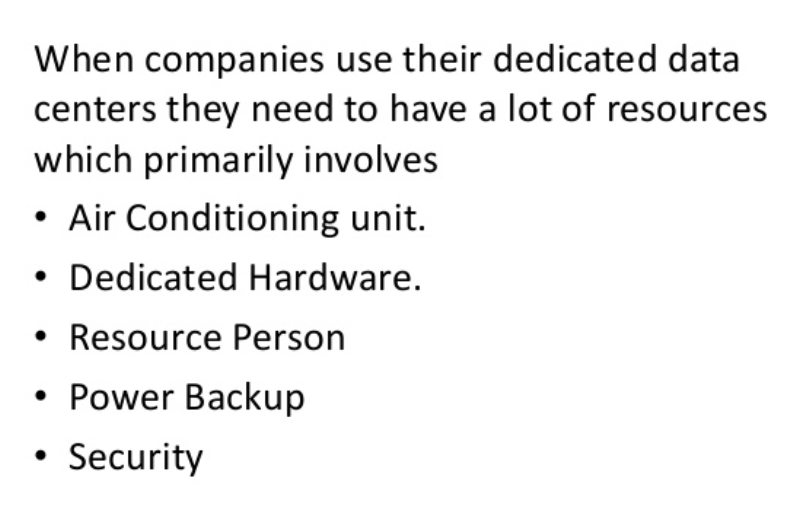 When companies use their dedicated data
centers they need to have a lot of resources
which primarily involves
• Air Conditioning unit.
• Dedicated Hardware.
• Resource Person
• Power Backup
• Security